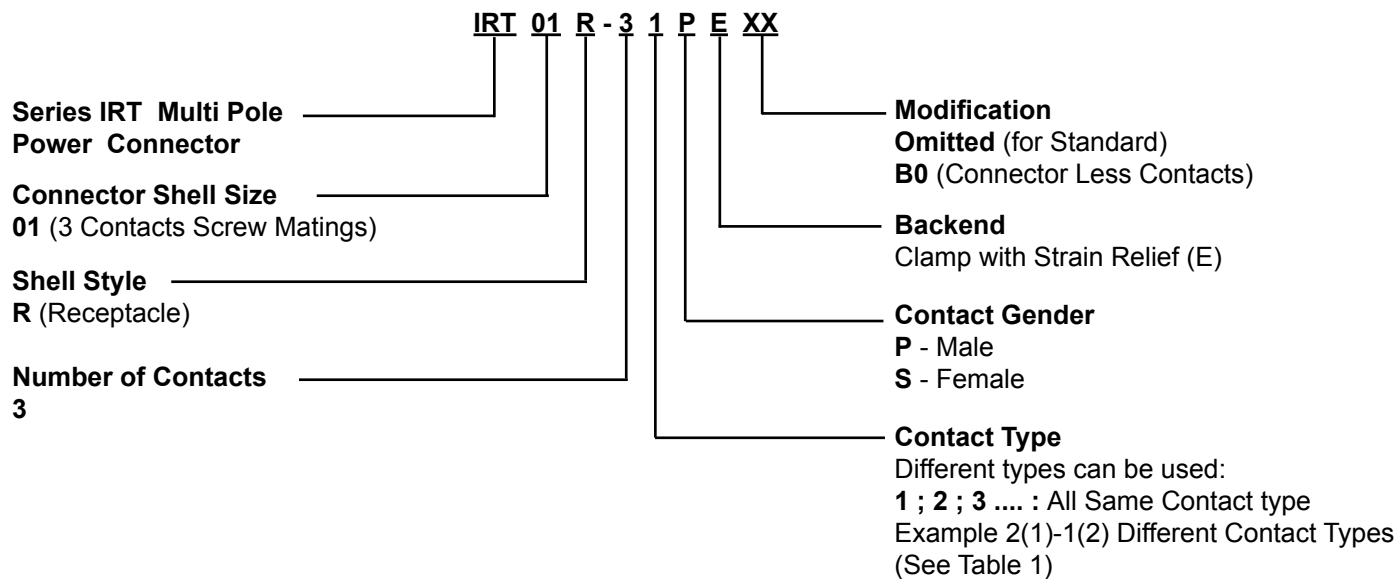 IRT 01 R - 3 1 P E XX
Series IRT Multi Pole
Power Connector
Connector Shell Size
01 (3 Contacts Screw Matings)
Shell Style
R (Receptacle)
Number of Contacts
3
Modification
Omitted (for Standard)
B0 (Connector Less Contacts)
Backend
Clamp with Strain Relief (E)
Contact Gender
P - Male
S - Female
Contact Type
Different types can be used:
1 ; 2 ; 3 .... : All Same Contact type
Example 2(1)-1(2) Different Contact Types
(See Table 1)